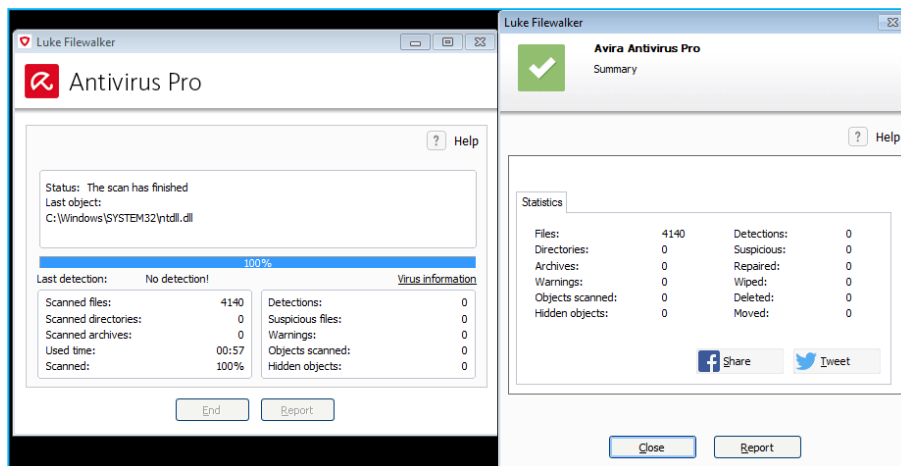 Luke Filewalker
Antivirus Pro
? Help
Status: The scan has finished
Last object:
C:\Windows\SYSTEM32\ntdll.dll
100%
Last detection: No detection! Virus information
Scanned files: 4140
Scanned directories: 0
Scanned archives: 0
Used time: 00:57
Scanned: 100%
Detections: 0
Suspicious files: 0
Warnings: 0
Objects scanned: 0
Hidden objects: 0
End Report
Luke Filewalker
Avira Antivirus Pro
Summary
? Help
Statistics
Files: 4140
Directories: 0
Archives: 0
Warnings: 0
Objects scanned: 0
Hidden objects: 0
Detections: 0
Suspicious: 0
Repaired: 0
Wiped: 0
Deleted: 0
Moved: 0
f Share Tweet
Close Report